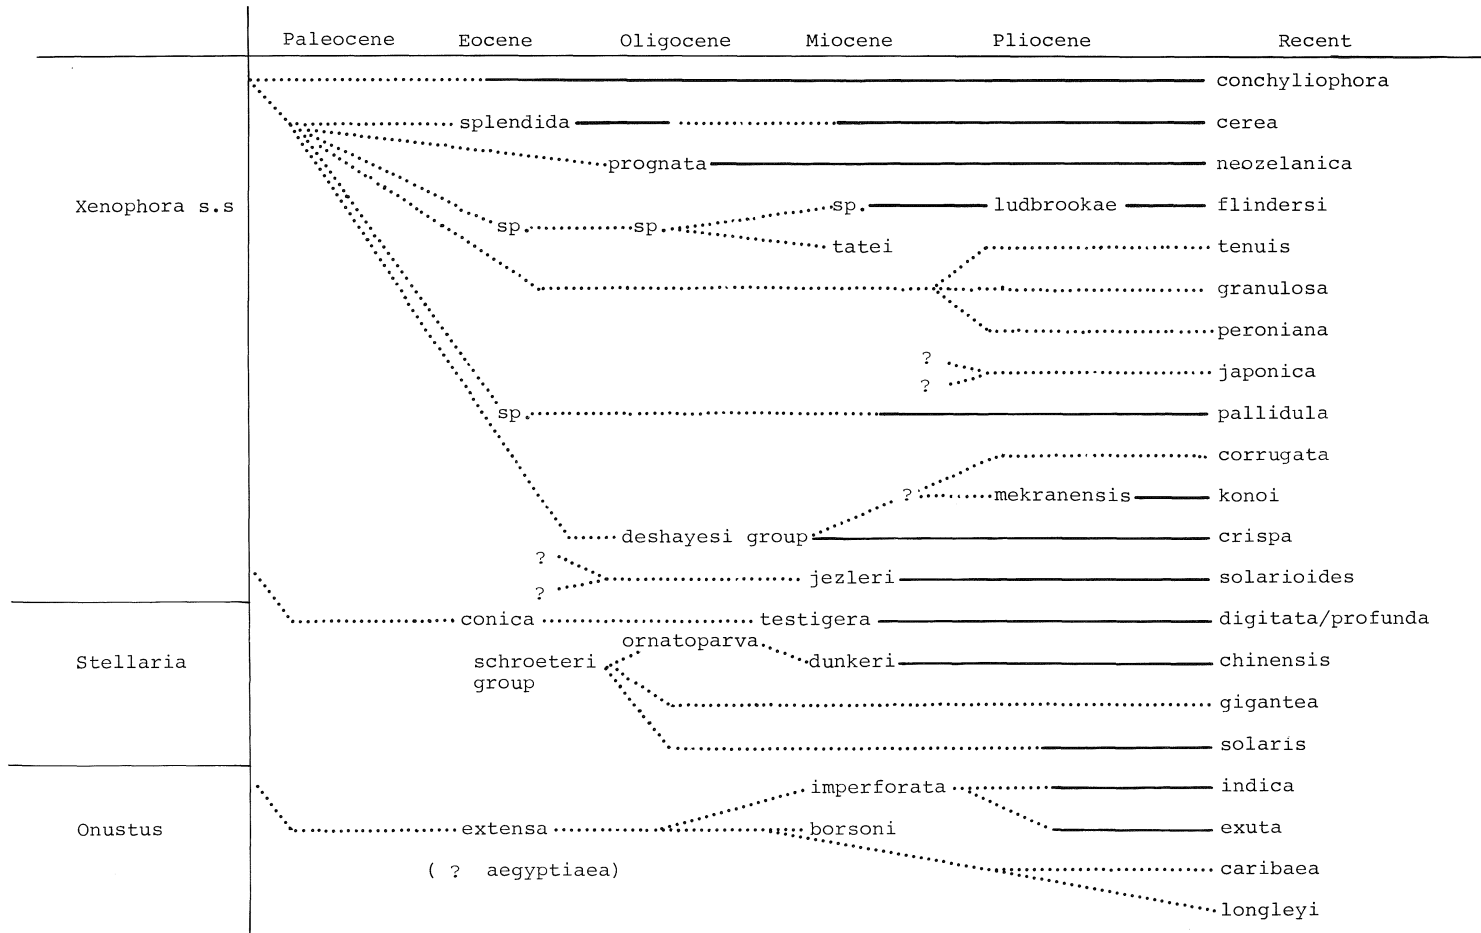 Paleocene Eocene Oligocene Miocene Pliocene Recent
conchyliophora
splendida cerea
prognata neozelanica
Xenophora s.s sp. ludbrookae flindersi
sp. sp.
tatei tenuis
granulosa
peroniana
?
japonica
?
sp. pallidula
corrugata
? mekranensis konoi
deshayesi group crispa
?
jezleri solarioides
?
conica testigera digitata/profunda
ornatoparva
Stellaria schroeteri dunkeri chinensis
group
gigantea
solaris
imperforata indica
Onustus extensa borsoni exuta
( ? aegyptiaea) caribaea
longleyi